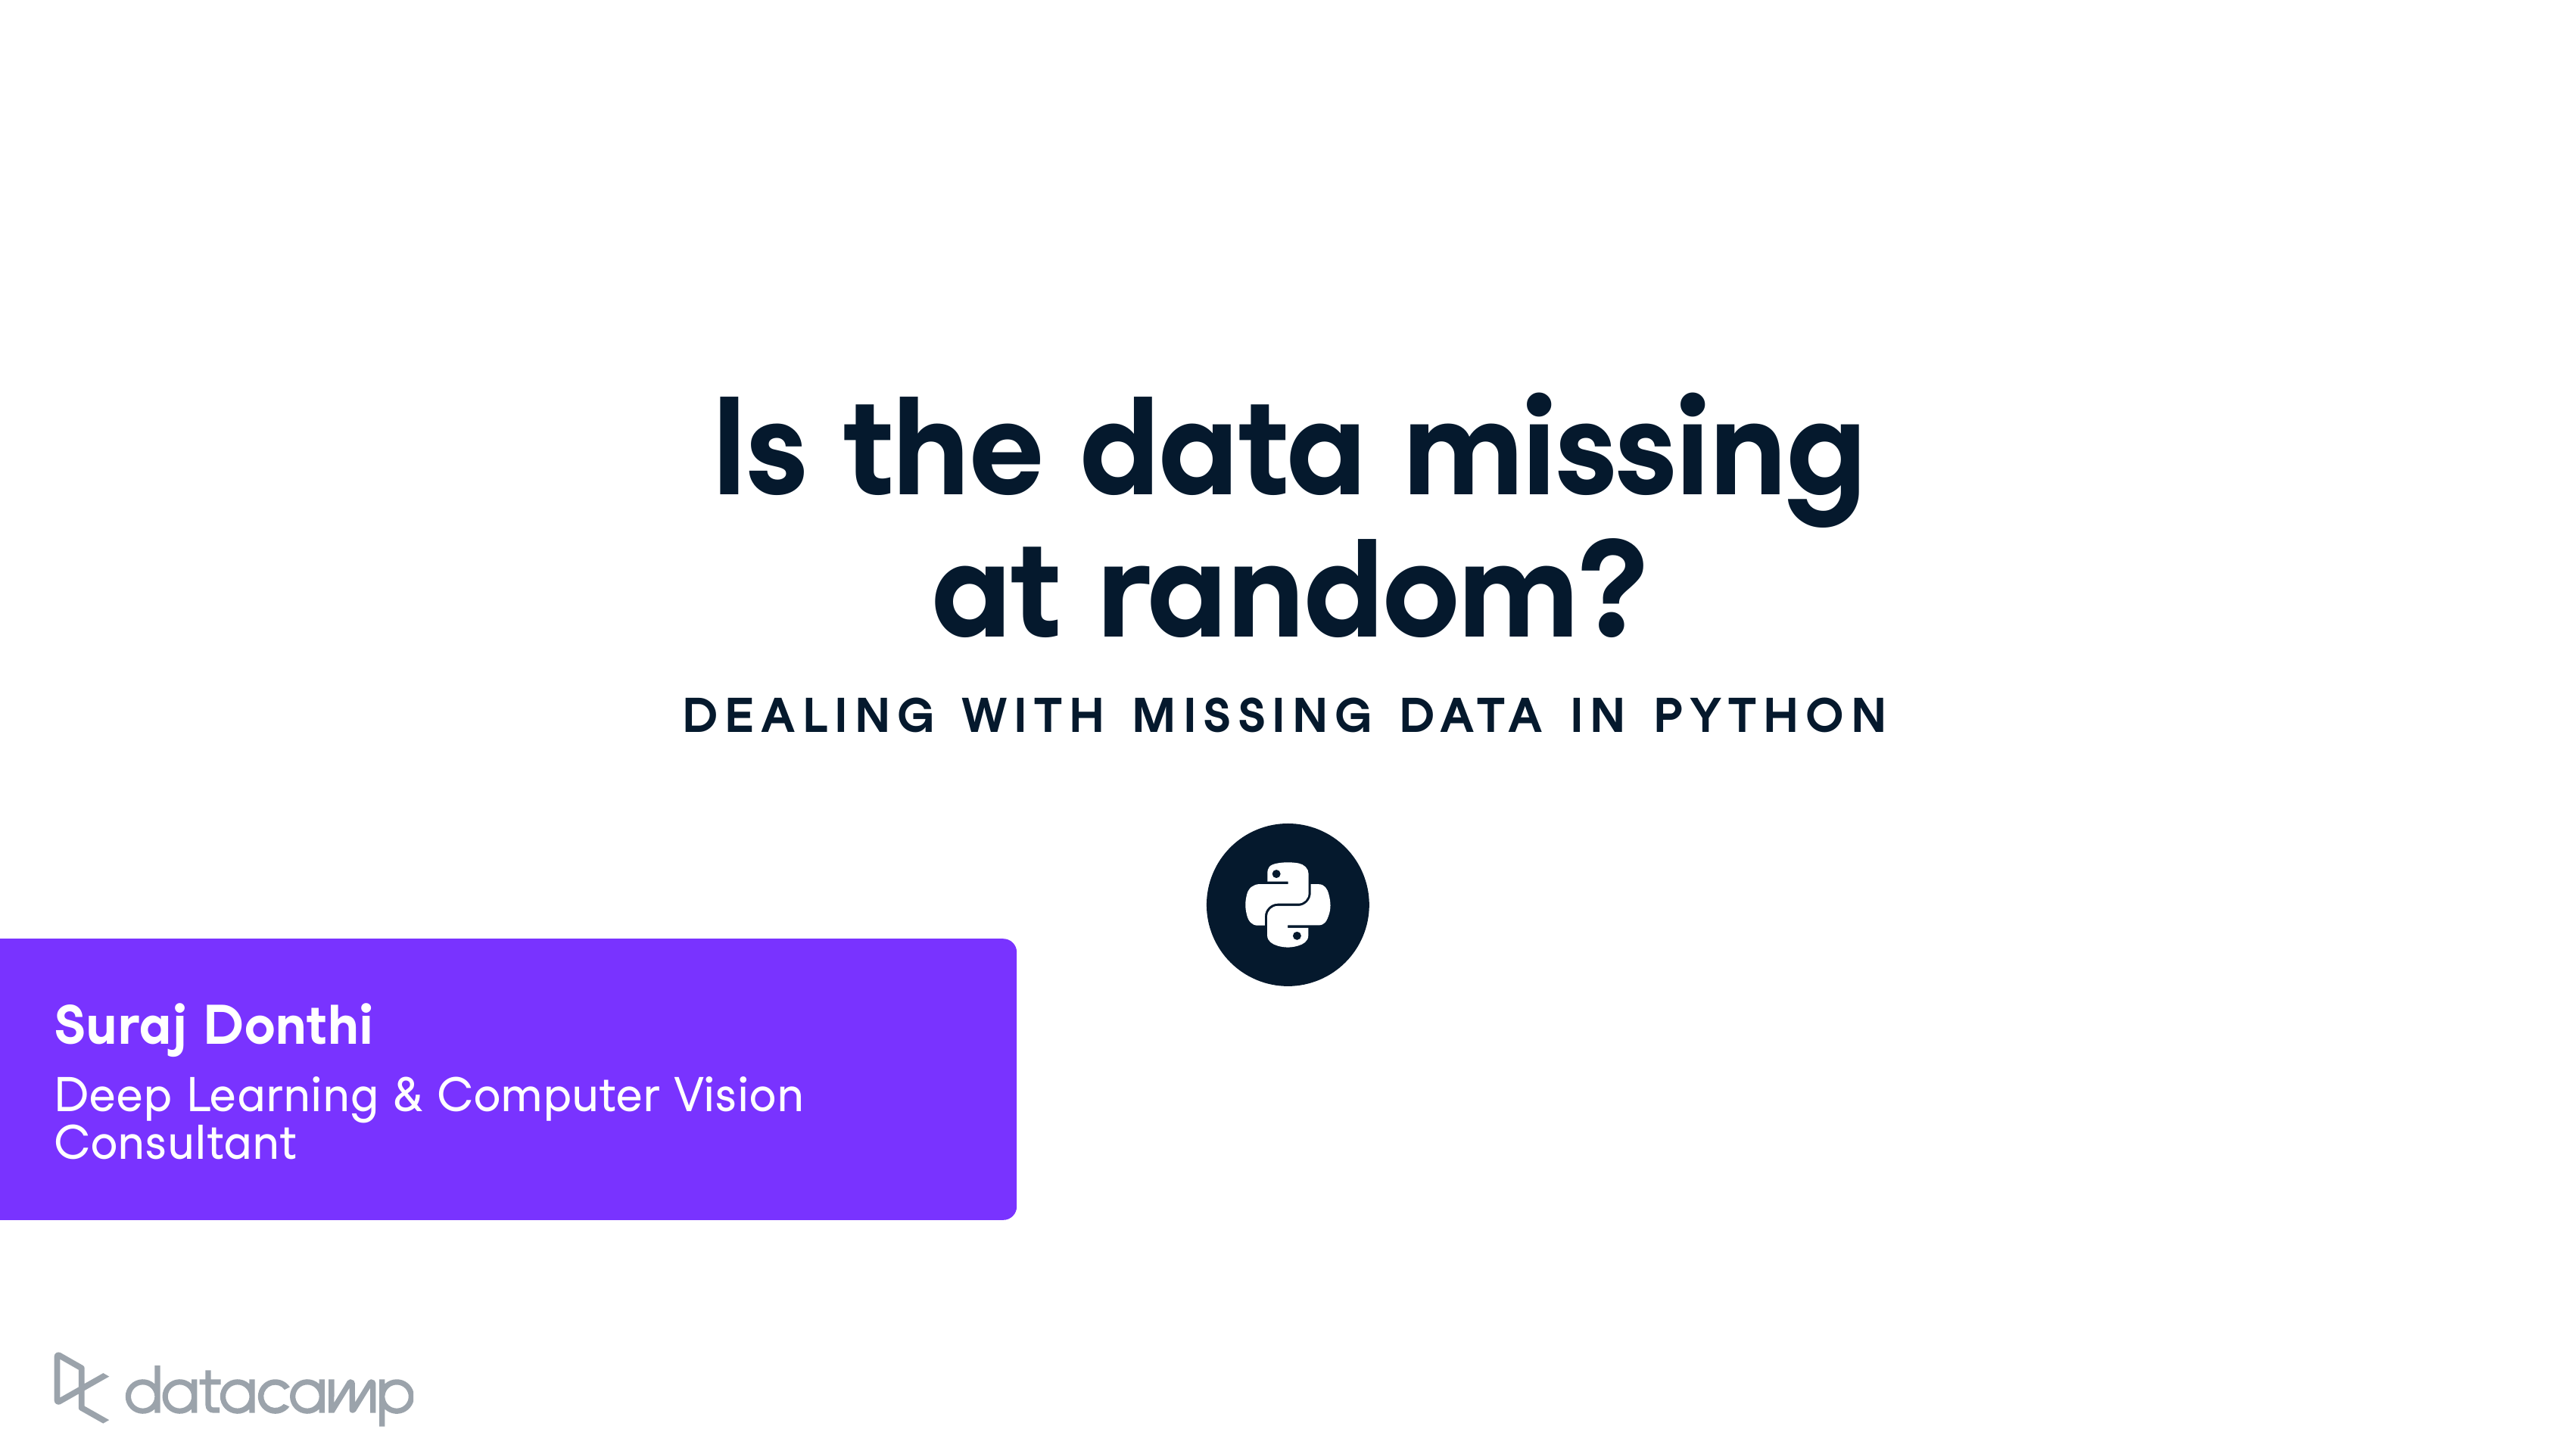 Is the data missing
at random?
DEALING WITH MISSING DATA IN PYTHON
Suraj Donthi
Deep Learning & Computer Vision
Consultant
datacamp